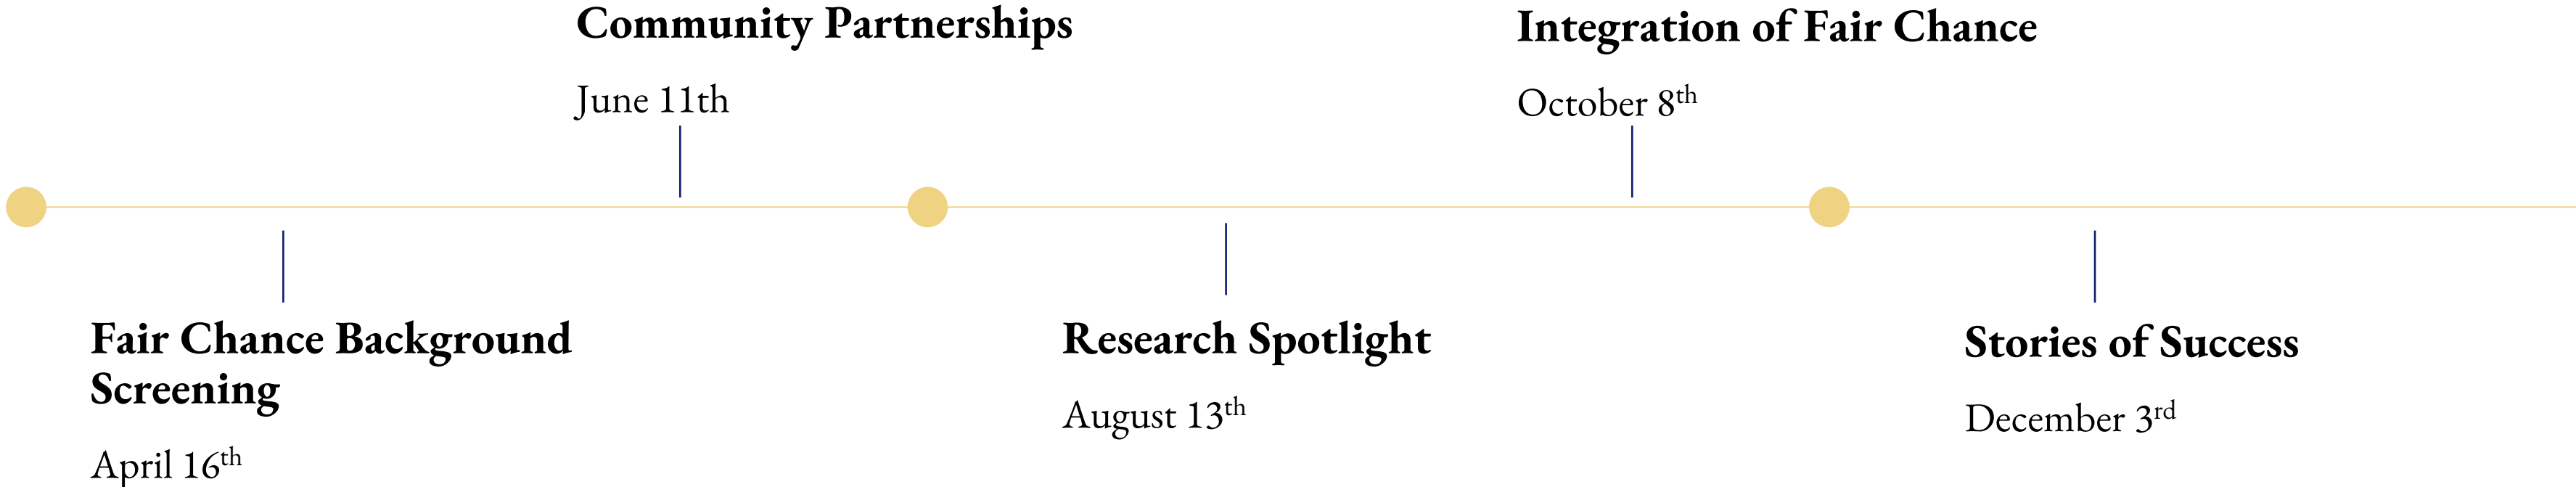 Community Partnerships
June 11th
Integration of Fair Chance
October 8th
Fair Chance Background
Screening
April 16th
Research Spotlight
August 13th
Stories of Success
December 3rd